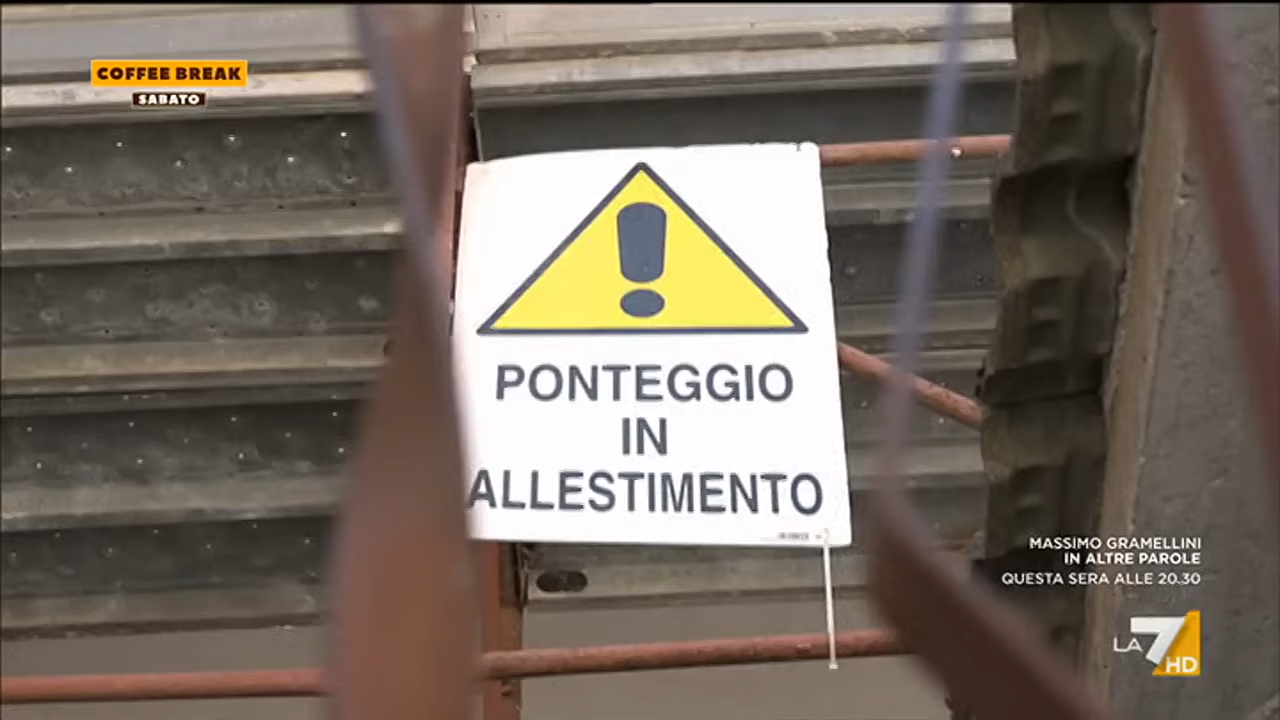 COFFEE BREAK
SABATO
PONTEGGIO
IN
ALLESTIMENTO
MASSIMO GRAMELLINI
IN ALTRE PAROLE
QUESTA SERA ALLE 20.30
LA7
HD